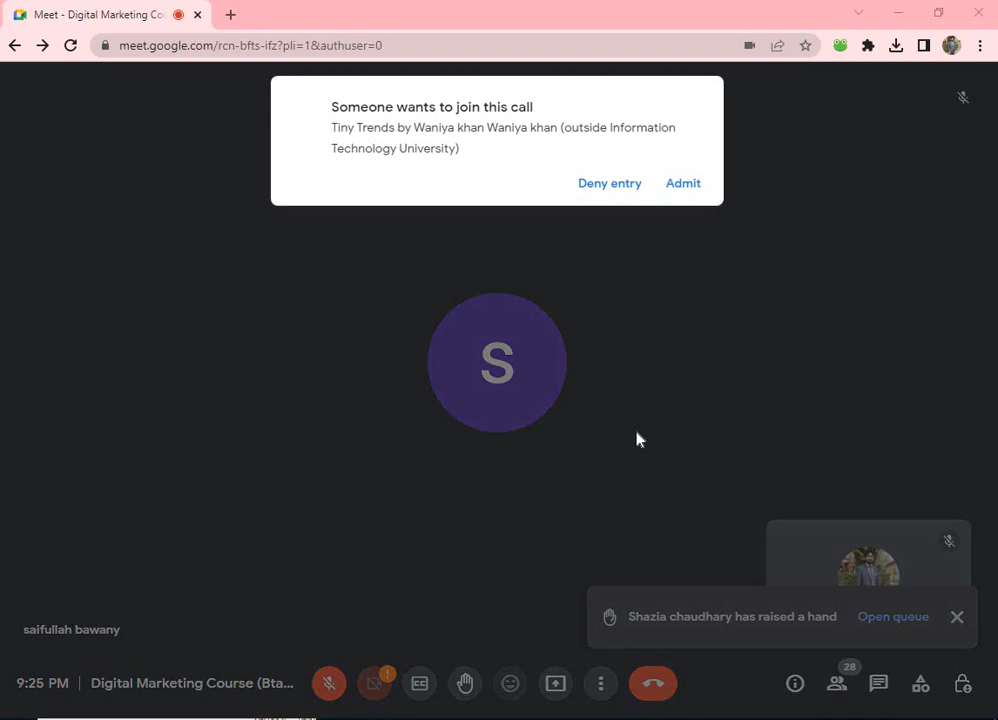 Meet - Digital Marketing Co
meet.google.com/rcn-bfts-ifz?pli=1&authuser=0
Someone wants to join this call
Tiny Trends by Waniya khan Waniya khan (outside Information
Technology University)
Deny entry Admit
S
Shazia chaudhary has raised a hand Open queue
saifullah bawany
9:25 PM | Digital Marketing Course (Bta...
CC
!
28